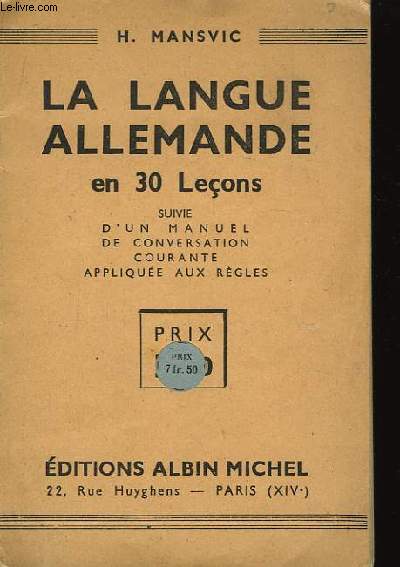 www.le-livre.com
H. MANSVIC
LA LANGUE
ALLEMANDE
en 30 Leçons
SUIVIE
D'UN MANUEL
DE CONVERSATION
COURANTE
APPLIQUÉE AUX RÈGLES
PRIX
PRIX
7 fr. 50
ÉDITIONS ALBIN MICHEL
22, Rue Huyghens — PARIS (XIVe)